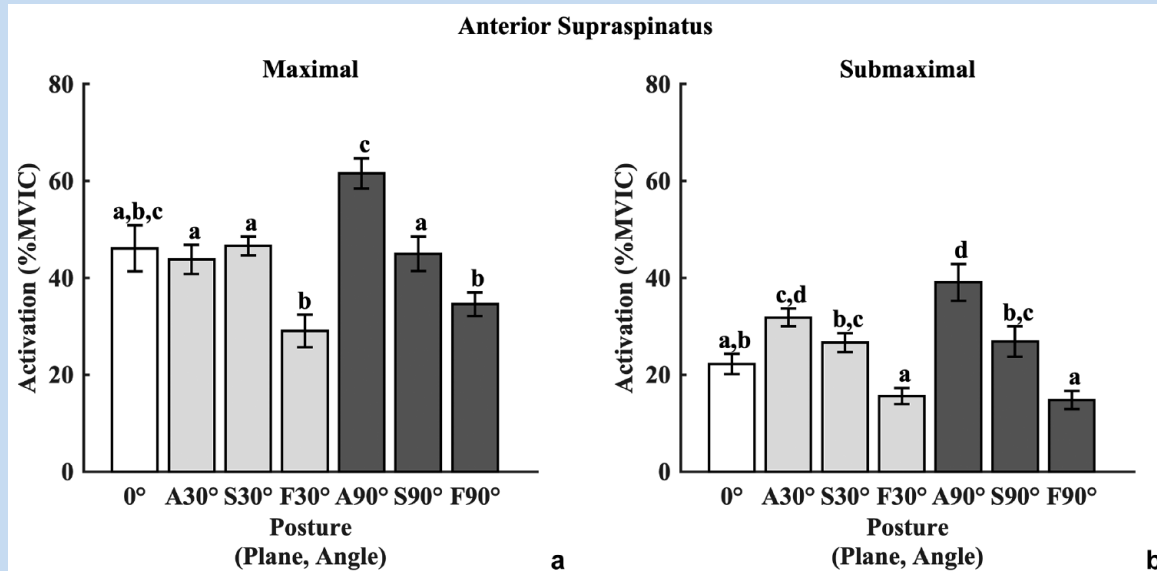 Anterior Supraspinatus
Maximal
80
60
40
20
0
Activation (%MVIC)
a,b,c
a
a
b
c
a
b
0° A30° S30° F30° A90° S90° F90°
Posture
(Plane, Angle)
a
Submaximal
80
60
40
20
0
Activation (%MVIC)
a,b
c,d
b,c
a
d
b,c
a
0° A30° S30° F30° A90° S90° F90°
Posture
(Plane, Angle)
b